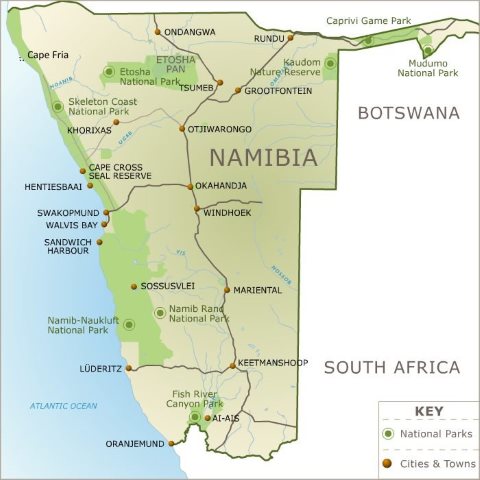 Caprivi Game Park
ONDANGWA
RUNDU
Cape Fria
ETOSHA
PAN
Kaudom
Nature Reserve
Mudumo
National Park
Etosha
National Park
TSUMEB
GROOTFONTEIN
HOANIB
Skeleton Coast
National Park
BOTSWANA
KHORIXAS
UGAB
OTJIWARONGO
NAMIBIA
CAPE CROSS
SEAL RESERVE
HENTIESBAAI
OKAHANDJA
SWAKOPMUND
WINDHOEK
WALVIS BAY
SANDWICH
HARBOUR
NOSSOB
SOSSUSVLEI
MARIENTAL
Namib Rand
National Park
Namib-Naukluft
National Park
LÜDERITZ
KEETMANSHOOP
SOUTH AFRICA
Fish River
Canyon Park
ATLANTIC OCEAN
AI-AIS
ORANJEMUND
KEY
National Parks
Cities & Towns